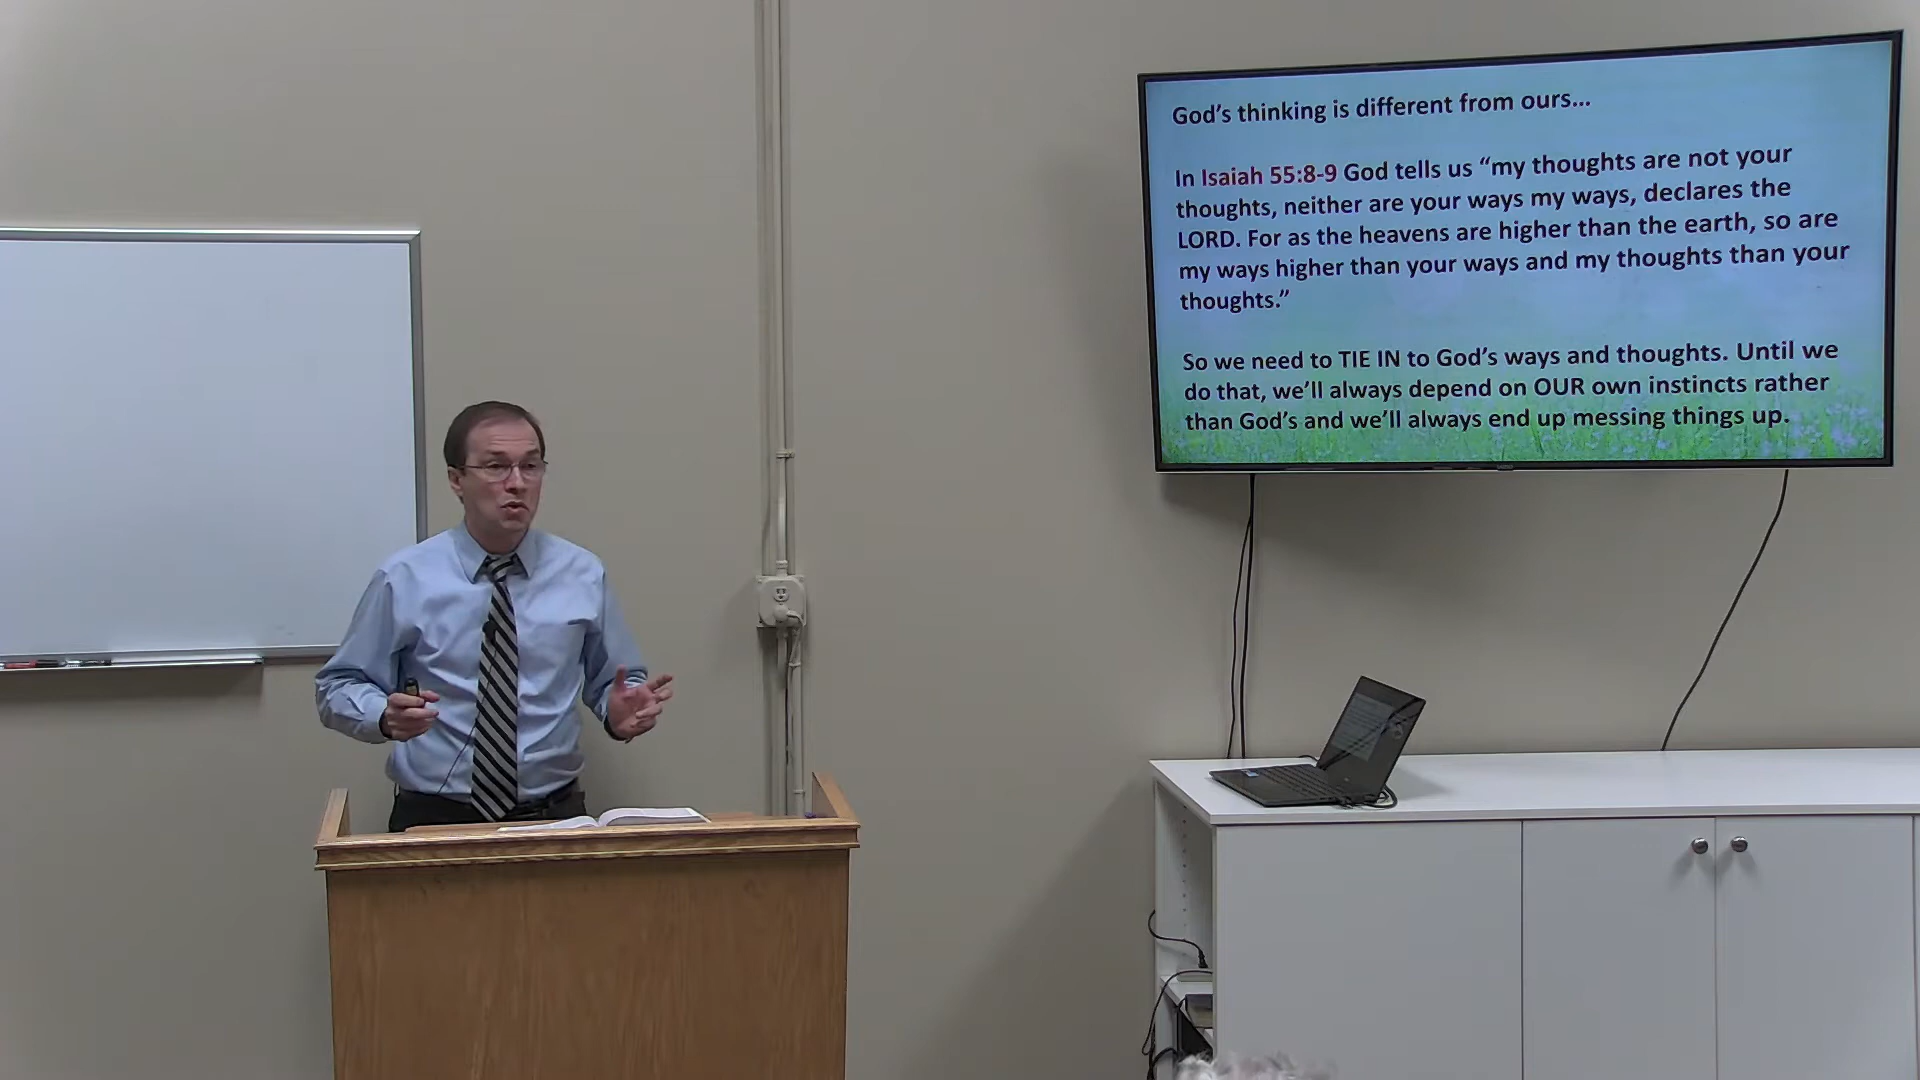 God's thinking is different from ours...
In Isaiah 55:8-9 God tells us “my thoughts are not your
thoughts, neither are your ways my ways, declares the
LORD. For as the heavens are higher than the earth, so are
my ways higher than your ways and my thoughts than your
thoughts.”
So we need to TIE IN to God's ways and thoughts. Until we
do that, we'll always depend on OUR own instincts rather
than God's and we'll always end up messing things up.